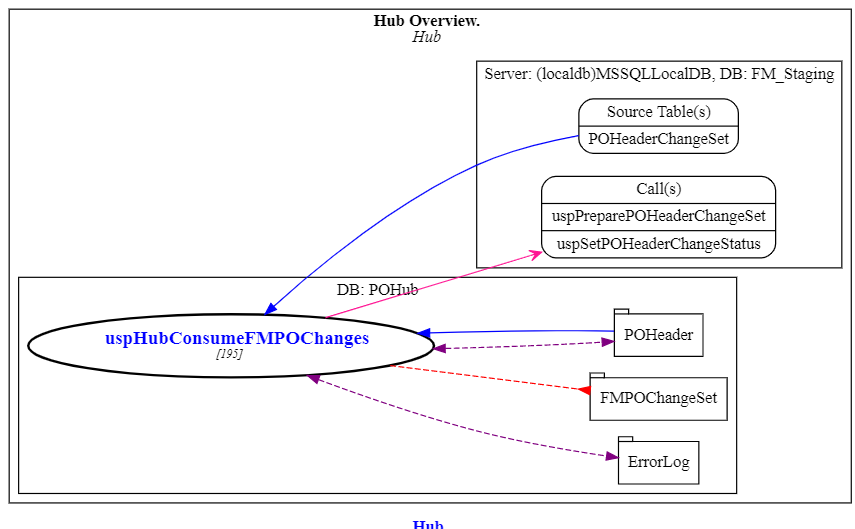 Hub Overview.
Hub
Server: (localdb)MSSQLLocalDB, DB: FM_Staging
Source Table(s)
POHeaderChangeSet
Call(s)
uspPreparePOHeaderChangeSet
uspSetPOHeaderChangeStatus
DB: POHub
uspHubConsumeFMPOChanges
[195]
POHeader
FMPOChangeSet
ErrorLog
Hub